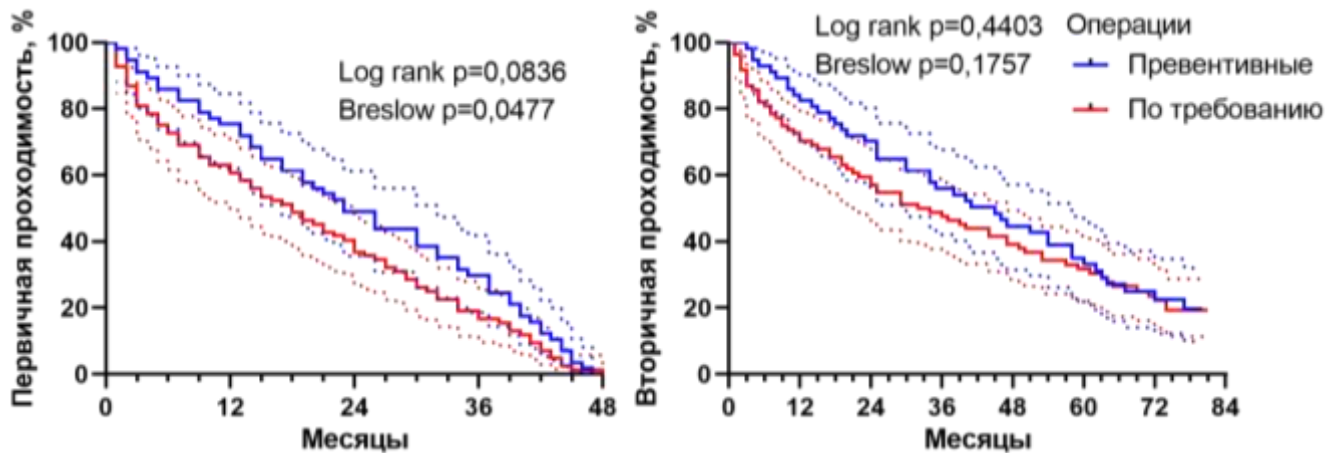 Первичная проходимость, %
100
80
60
40
20
0
0 12 24 36 48
Месяцы
Log rank p=0,0836
Breslow p=0,0477
Вторичная проходимость, %
100
80
60
40
20
0
0 12 24 36 48 60 72 84
Месяцы
Log rank p=0,4403
Breslow p=0,1757
Операции
Превентивные
По требованию